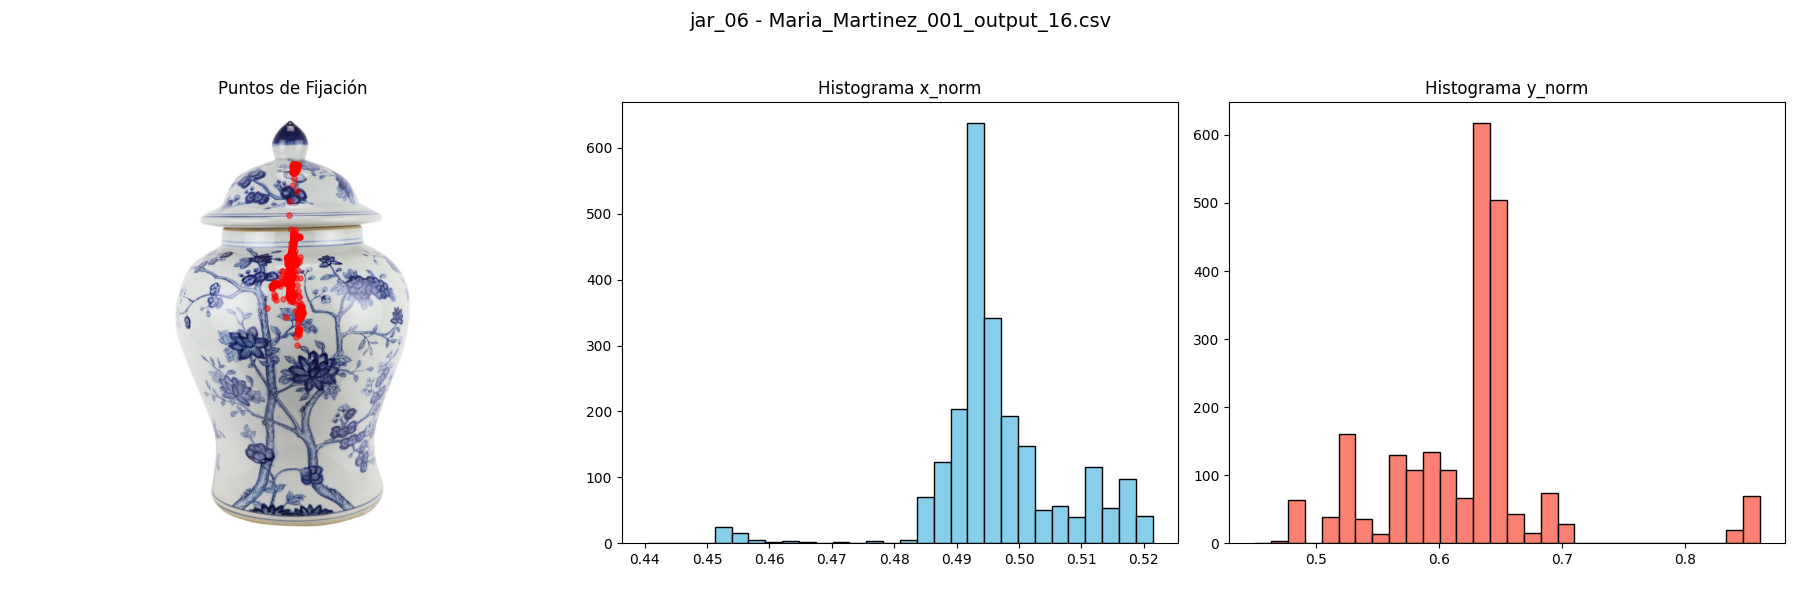 jar_06 - Maria_Martinez_001_output_16.csv
Puntos de Fijación
Histograma x_norm
600
500
400
300
200
100
0
0.44 0.45 0.46 0.47 0.48 0.49 0.50 0.51 0.52
Histograma y_norm
600
500
400
300
200
100
0
0.5 0.6 0.7 0.8